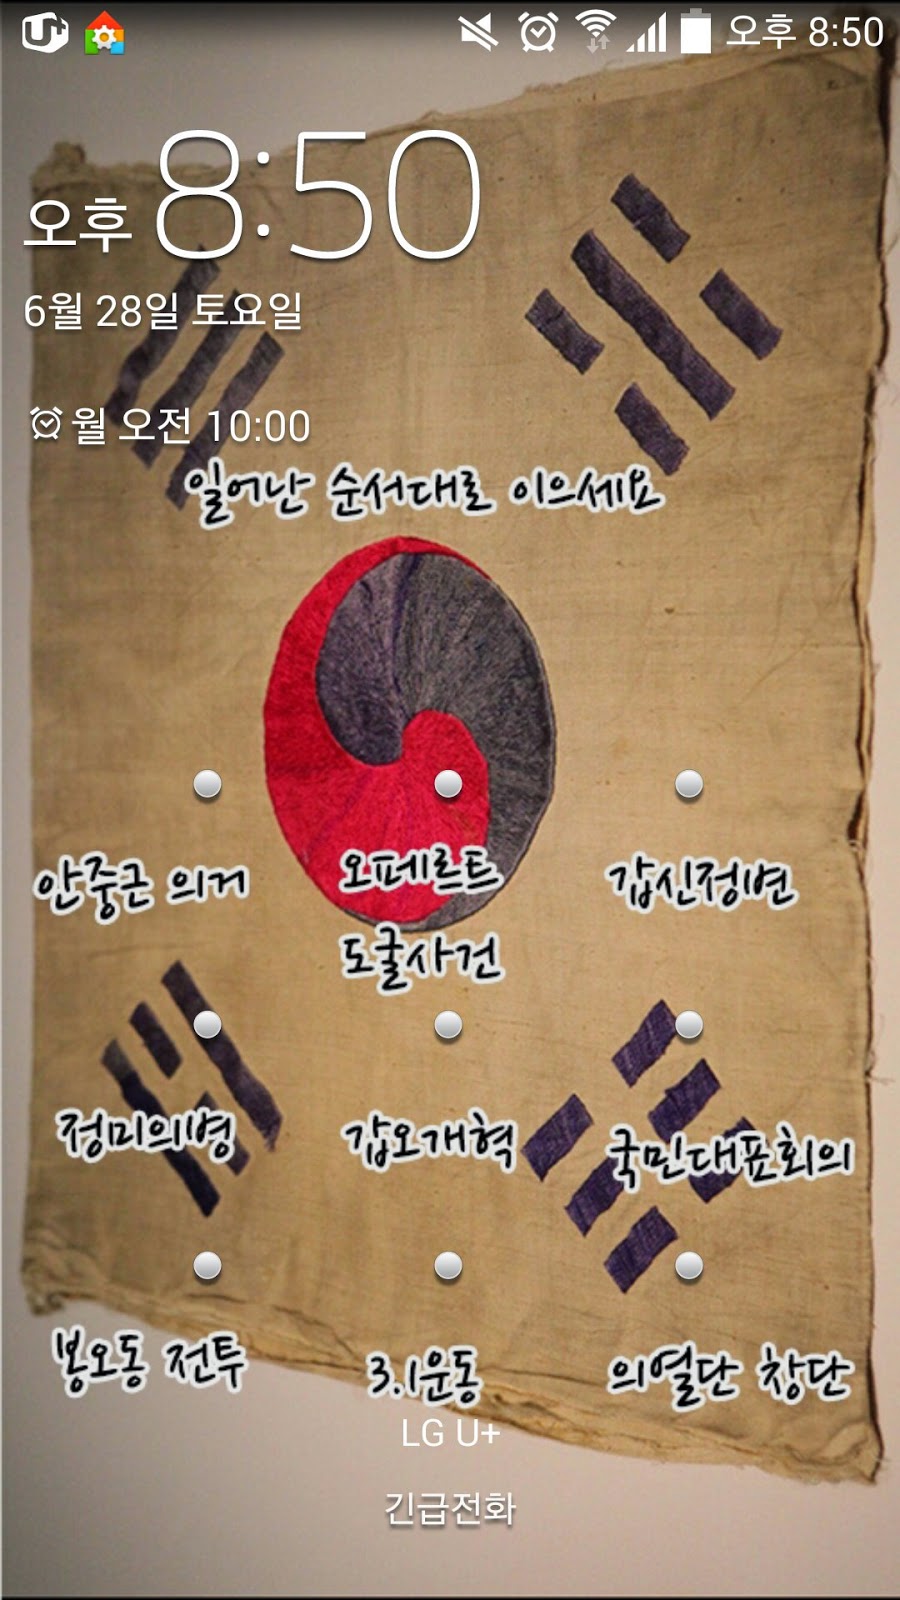 U+ 오후 8:50
오후 8:50
6월 28일 토요일
월 오전 10:00
일어난 순서대로 이으세요
안중근 의거 오페르트 갑신정변
도굴사건
정미의병 갑오개혁 국민대표회의
봉오동 전투 3.1운동 의열단 창단
LG U+
긴급전화